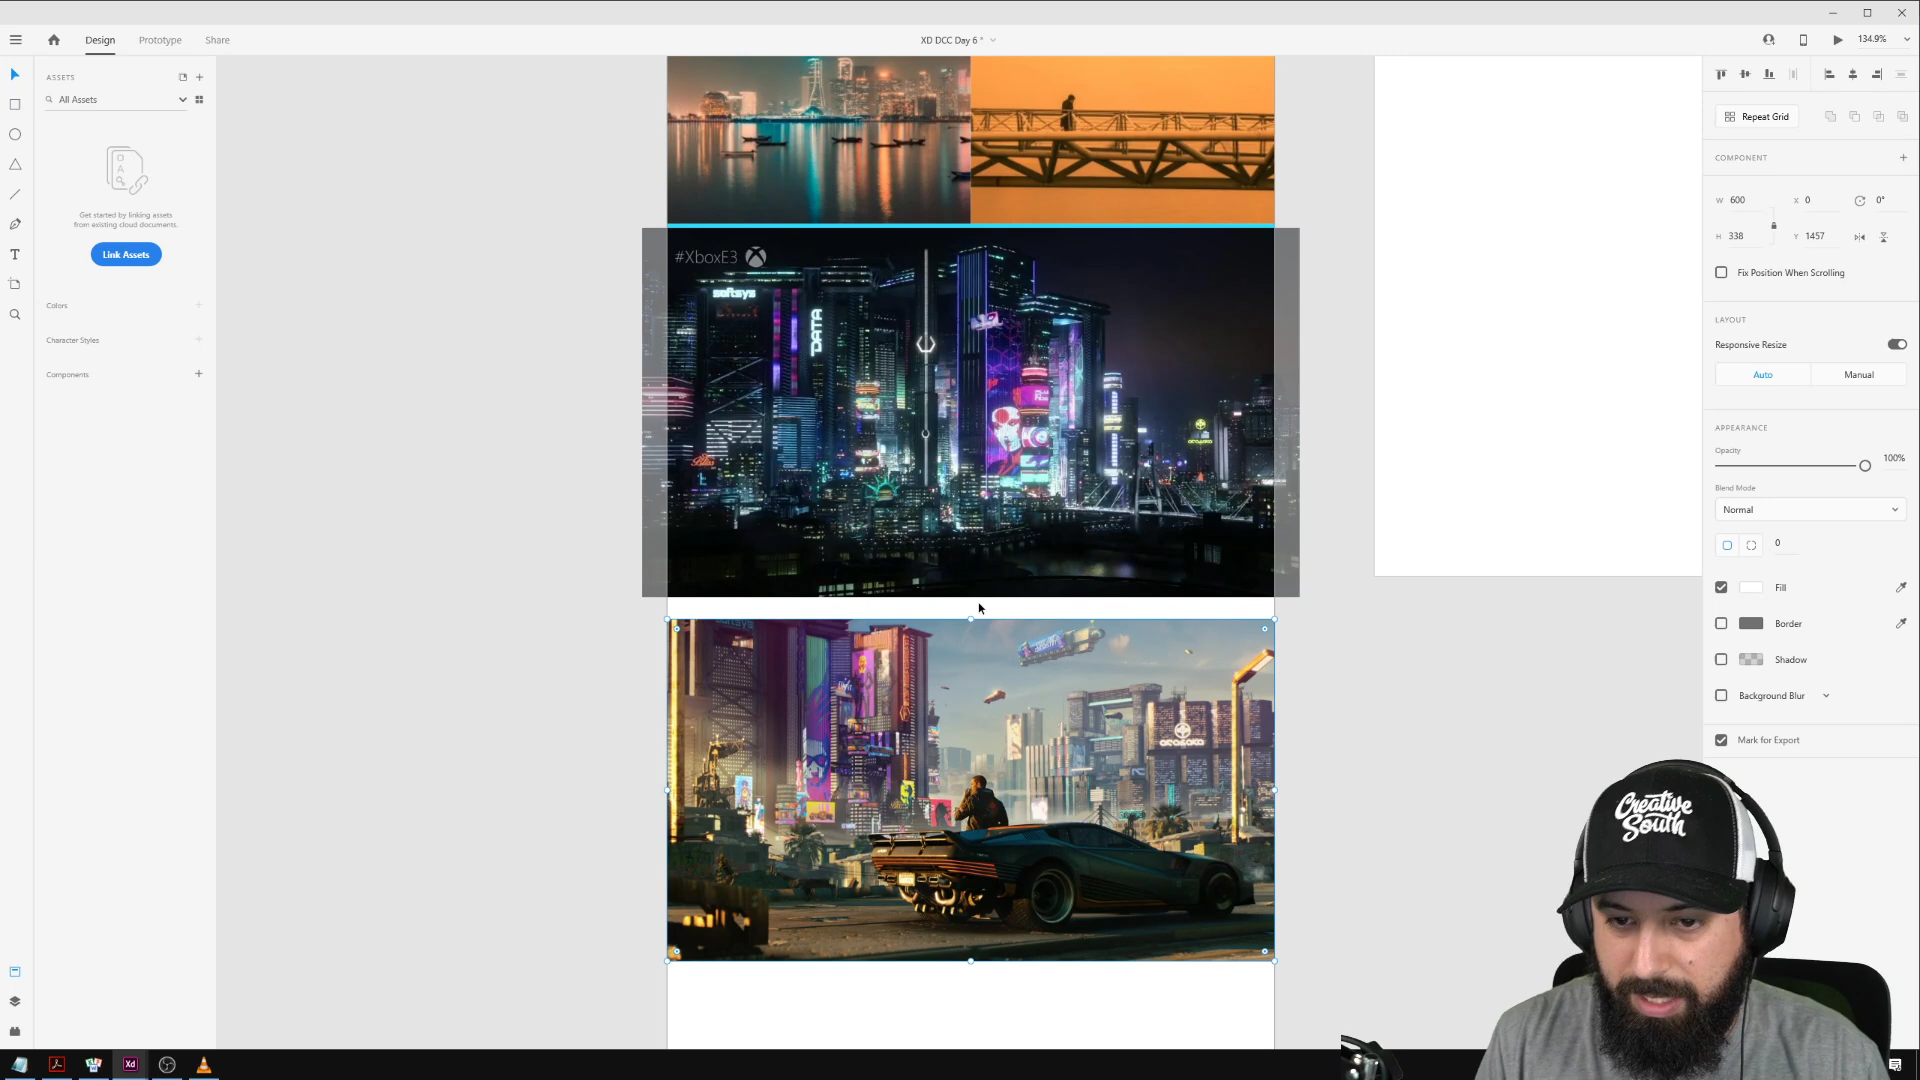 Design
Prototype
Share
XD DCC Day 6 *
134.9%
ASSETS
All Assets
Get started by linking assets
from existing cloud documents.
Link Assets
Colors
Character Styles
Components
Repeat Grid
COMPONENT
W 600
X 0
0°
H 338
Y 1457
Fix Position When Scrolling
LAYOUT
Responsive Resize
Auto
Manual
APPEARANCE
Opacity
100%
Blend Mode
Normal
0
Fill
Border
Shadow
Background Blur
Mark for Export
#XboxE3
softsys
DATA
arasaka
Creative
South
Xd